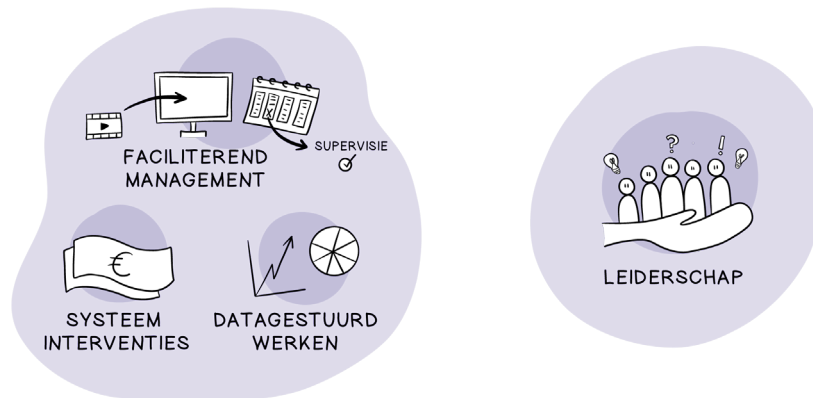 SUPERVISIE
FACILITEREND
MANAGEMENT
€
SYSTEEM
INTERVENTIES
DATAGESTUURD
WERKEN
?
!
LEIDERSCHAP